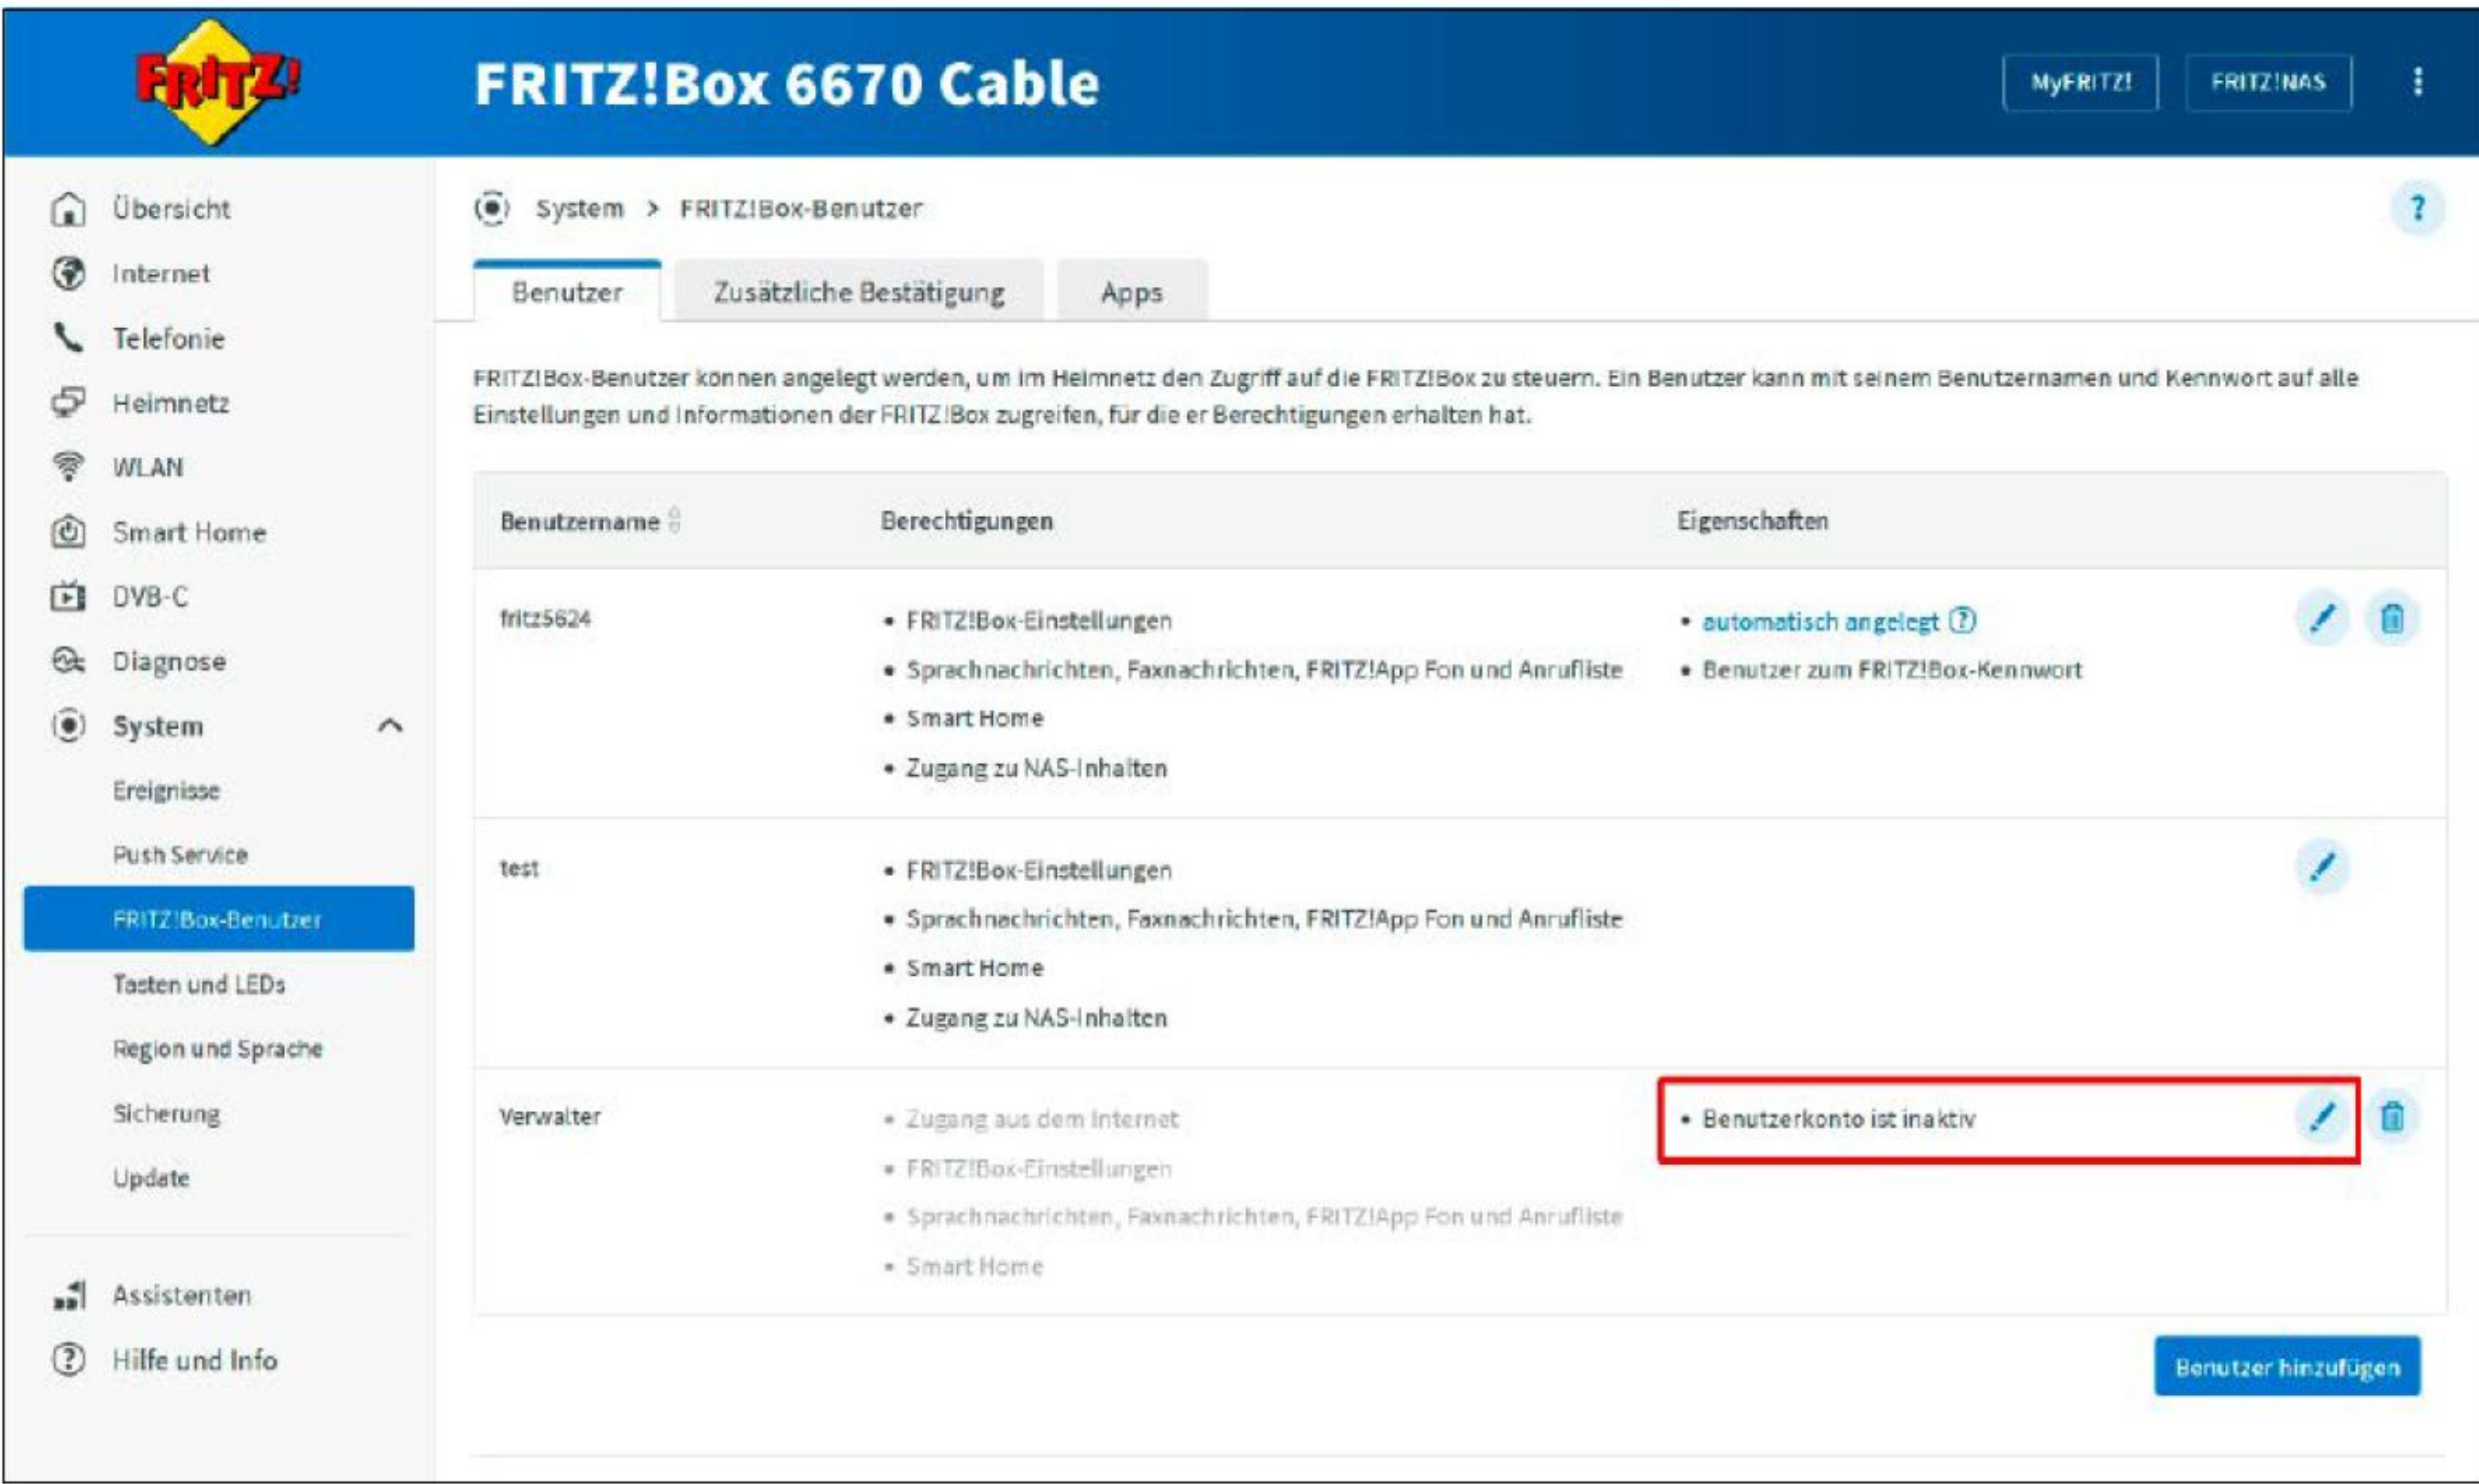 FRITZ!
FRITZ!Box 6670 Cable
MyFRITZ!
FRITZ!NAS
Übersicht
Internet
Telefonie
Heimnetz
WLAN
Smart Home
DVB-C
Diagnose
System
Ereignisse
Push Service
FRITZ!Box-Benutzer
Tasten und LEDs
Region und Sprache
Sicherung
Update
Assistenten
Hilfe und Info
System > FRITZ!Box-Benutzer
?
Benutzer
Zusätzliche Bestätigung
Apps
FRITZ!Box-Benutzer können angelegt werden, um im Heimnetz den Zugriff auf die FRITZ!Box zu steuern. Ein Benutzer kann mit seinem Benutzernamen und Kennwort auf alle
Einstellungen und Informationen der FRITZ!Box zugreifen, für die er Berechtigungen erhalten hat.
Benutzername
Berechtigungen
Eigenschaften
fritz5624
• FRITZ!Box-Einstellungen
• Sprachnachrichten, Faxnachrichten, FRITZ!App Fon und Anrufliste
• Smart Home
• Zugang zu NAS-Inhalten
• automatisch angelegt ?
• Benutzer zum FRITZ!Box-Kennwort
test
• FRITZ!Box-Einstellungen
• Sprachnachrichten, Faxnachrichten, FRITZ!App Fon und Anrufliste
• Smart Home
• Zugang zu NAS-Inhalten
Verwalter
• Zugang aus dem Internet
• FRITZ!Box-Einstellungen
• Sprachnachrichten, Faxnachrichten, FRITZ!App Fon und Anrufliste
• Smart Home
• Benutzerkonto ist inaktiv
Benutzer hinzufügen